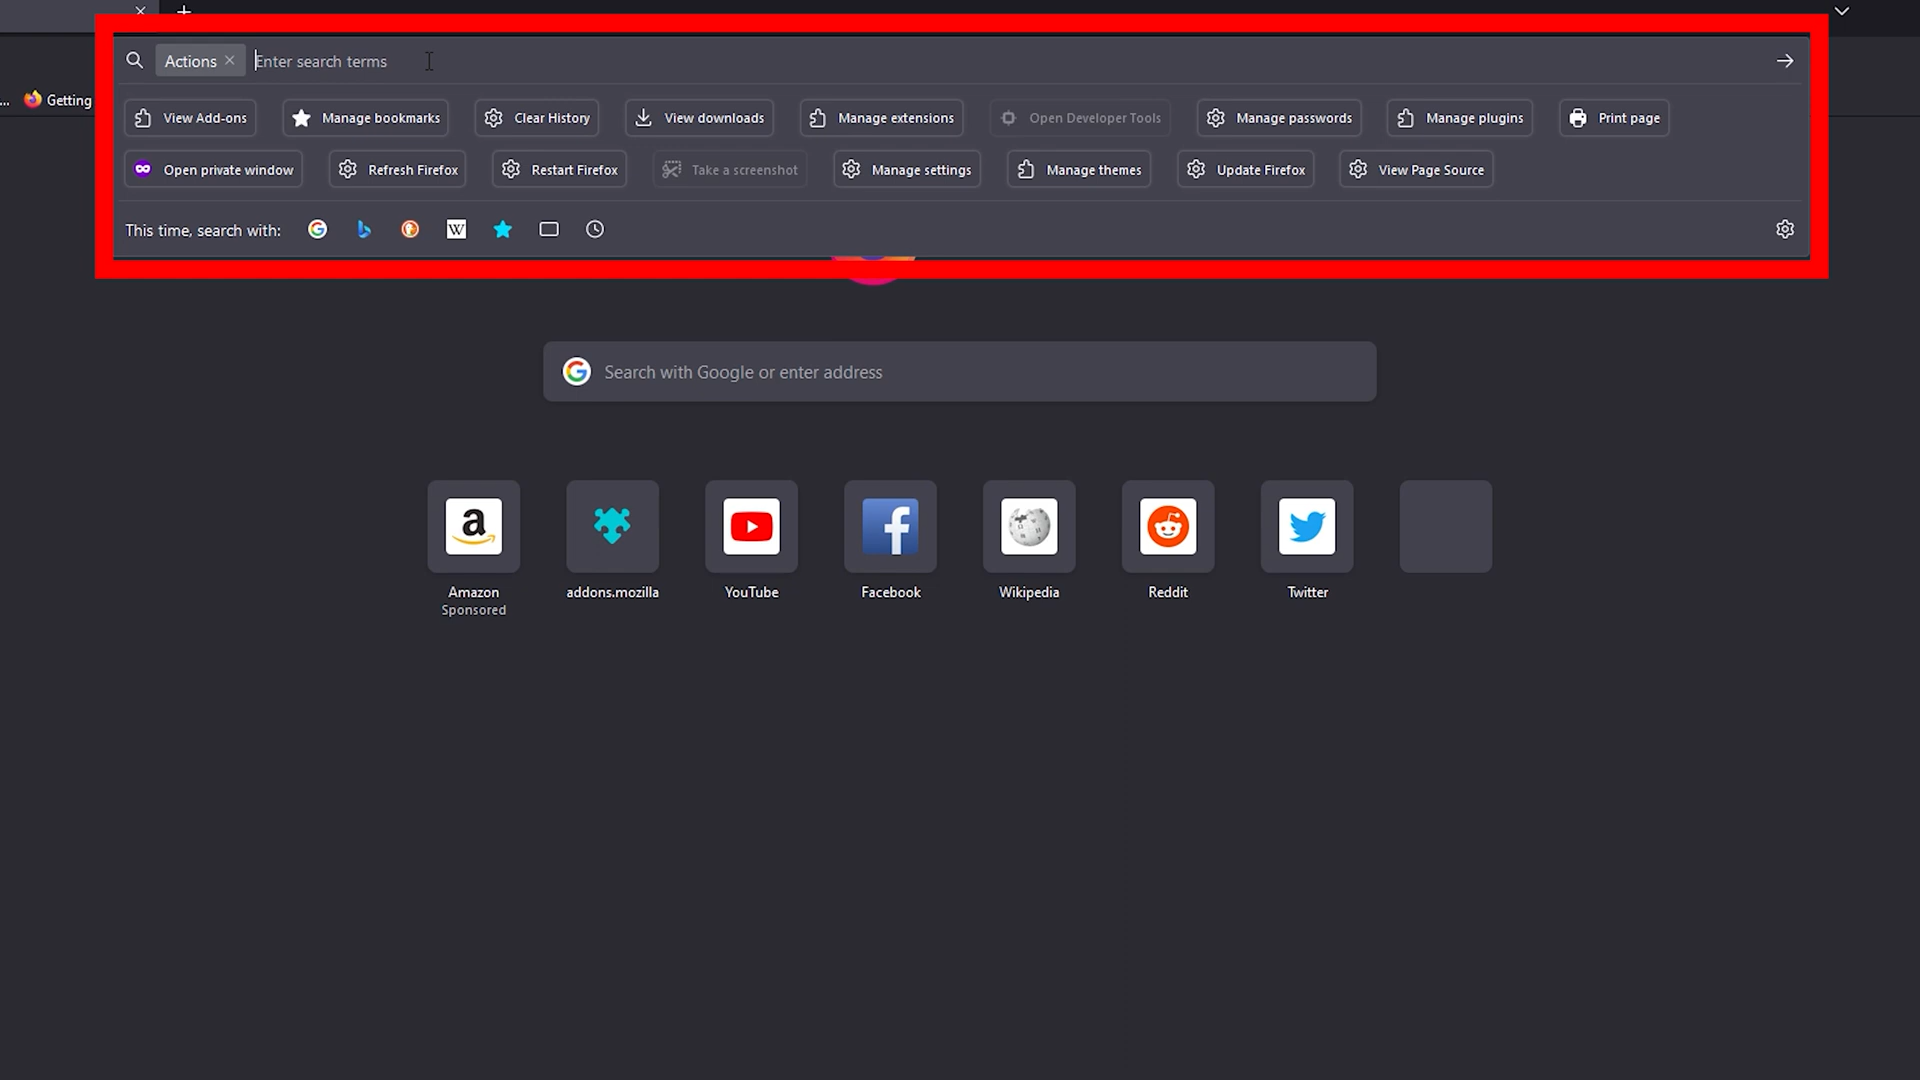 Actions Enter search terms
... Getting
View Add-ons Manage bookmarks Clear History View downloads Manage extensions Open Developer Tools Manage passwords Manage plugins Print page
Open private window Refresh Firefox Restart Firefox Take a screenshot Manage settings Manage themes Update Firefox View Page Source
This time, search with: G b W
G Search with Google or enter address
a f
Amazon addons.mozilla YouTube Facebook Wikipedia Reddit Twitter
Sponsored